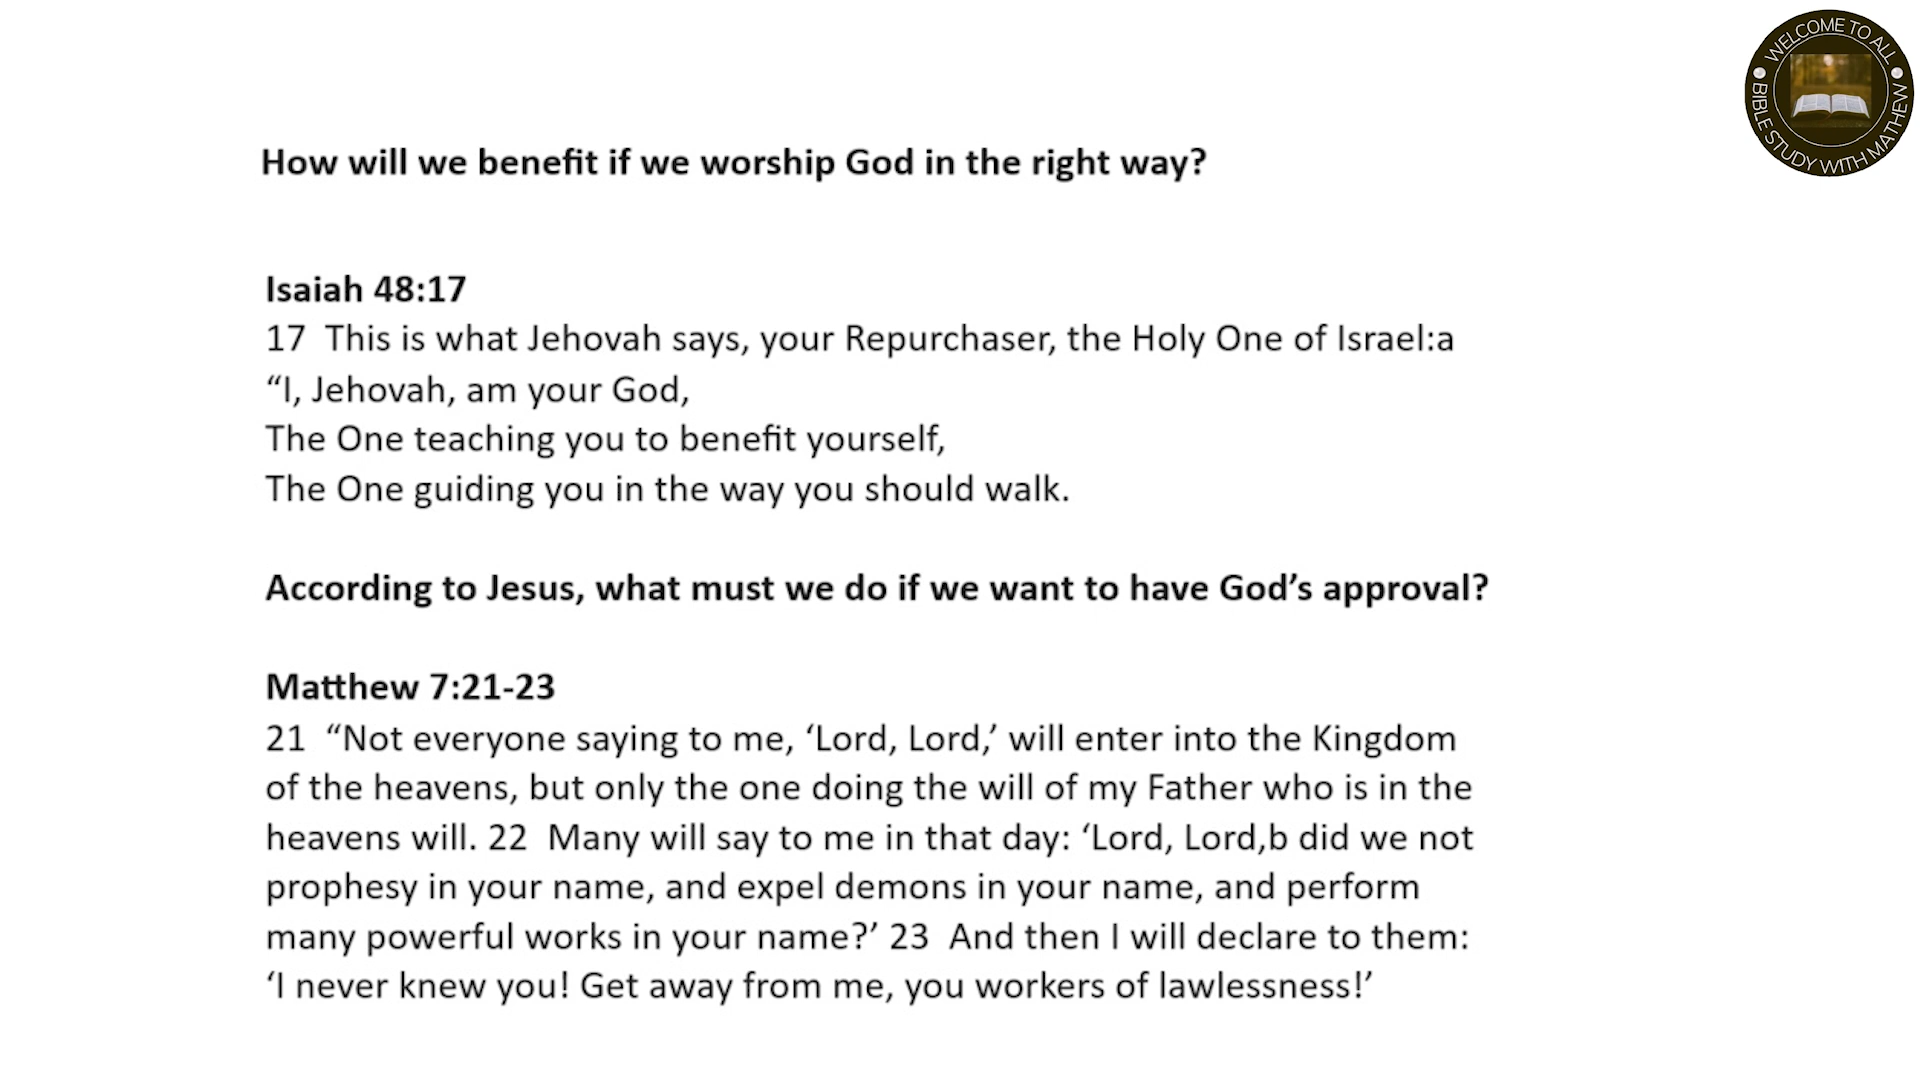 WELCOME TO ALL
BIBLE STUDY WITH MATHEW
How will we benefit if we worship God in the right way?
Isaiah 48:17
17  This is what Jehovah says, your Repurchaser, the Holy One of Israel:a
“I, Jehovah, am your God,
The One teaching you to benefit yourself,
The One guiding you in the way you should walk.
According to Jesus, what must we do if we want to have God’s approval?
Matthew 7:21-23
21  “Not everyone saying to me, ‘Lord, Lord,’ will enter into the Kingdom
of the heavens, but only the one doing the will of my Father who is in the
heavens will. 22  Many will say to me in that day: ‘Lord, Lord,b did we not
prophesy in your name, and expel demons in your name, and perform
many powerful works in your name?’ 23  And then I will declare to them:
‘I never knew you! Get away from me, you workers of lawlessness!’